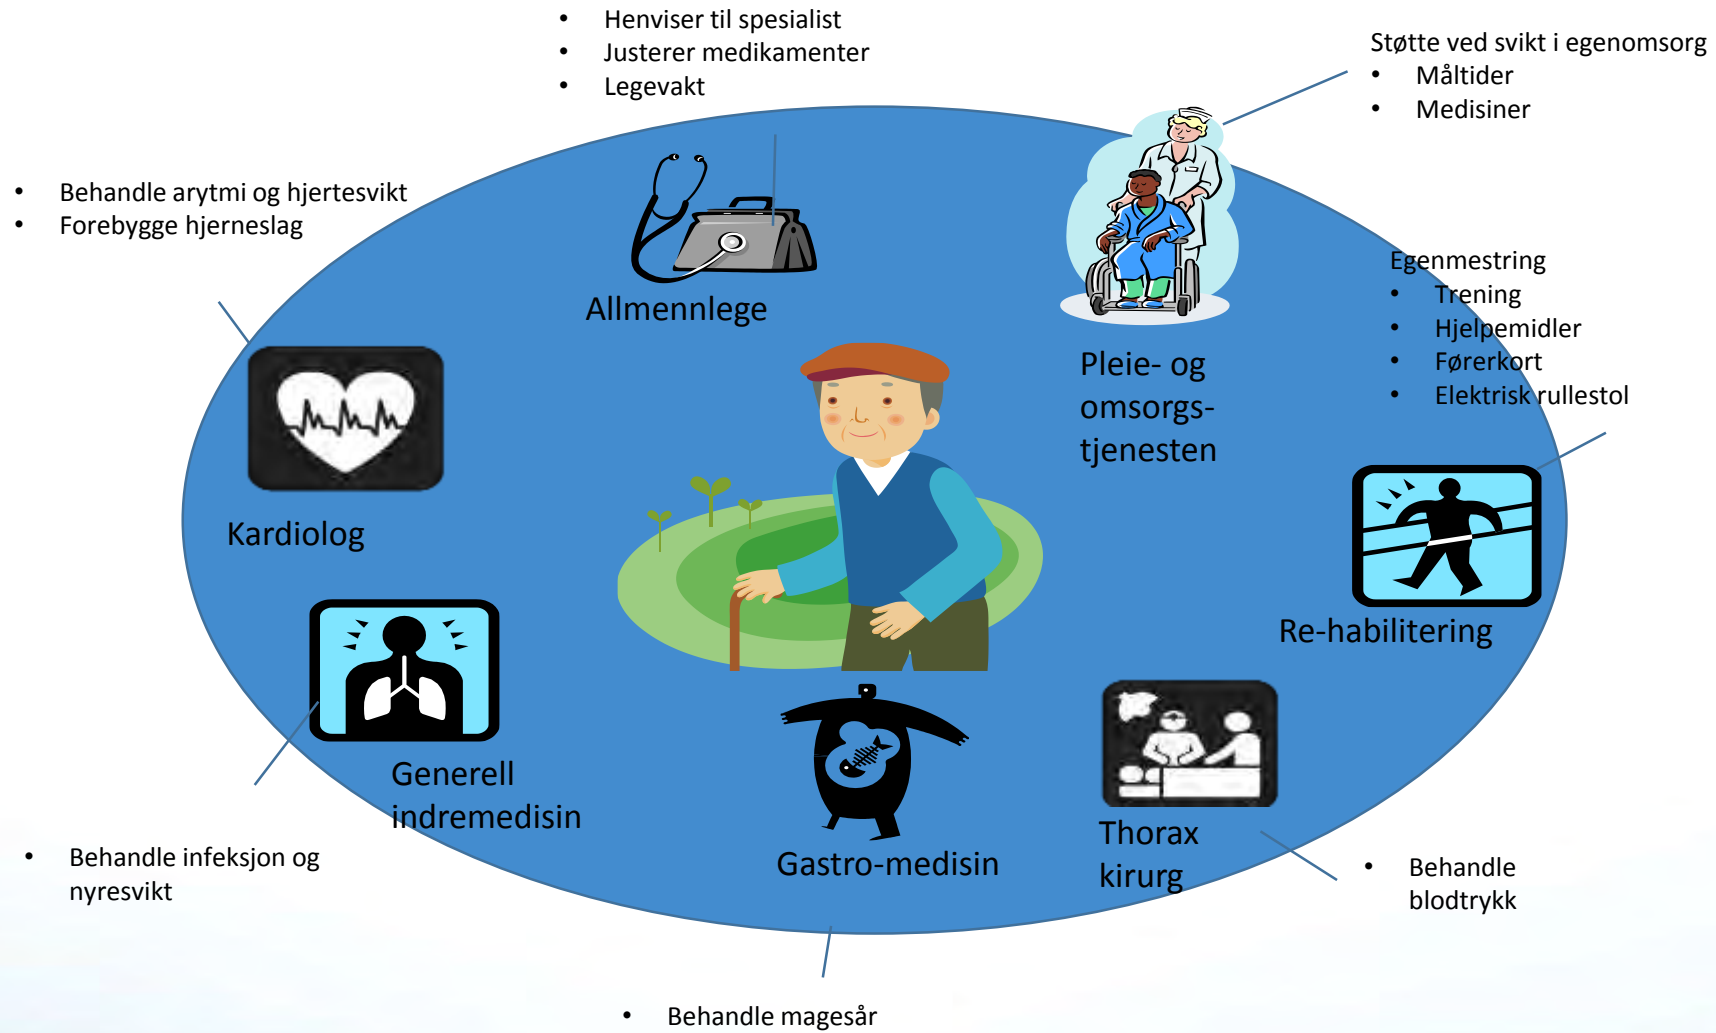 • Henviser til spesialist
• Justerer medikamenter
• Legevakt
Støtte ved svikt i egenomsorg
• Måltider
• Medisiner
• Behandle arytmi og hjertesvikt
• Forebygge hjerneslag
Allmennlege
Pleie- og
omsorgs-
tjenesten
Egenmestring
• Trening
• Hjelpemidler
• Førerkort
• Elektrisk rullestol
Kardiolog
Re-habilitering
Generell
indremedisin
Gastro-medisin
Thorax
kirurg
• Behandle infeksjon og
nyresvikt
• Behandle
blodtrykk
• Behandle magesår